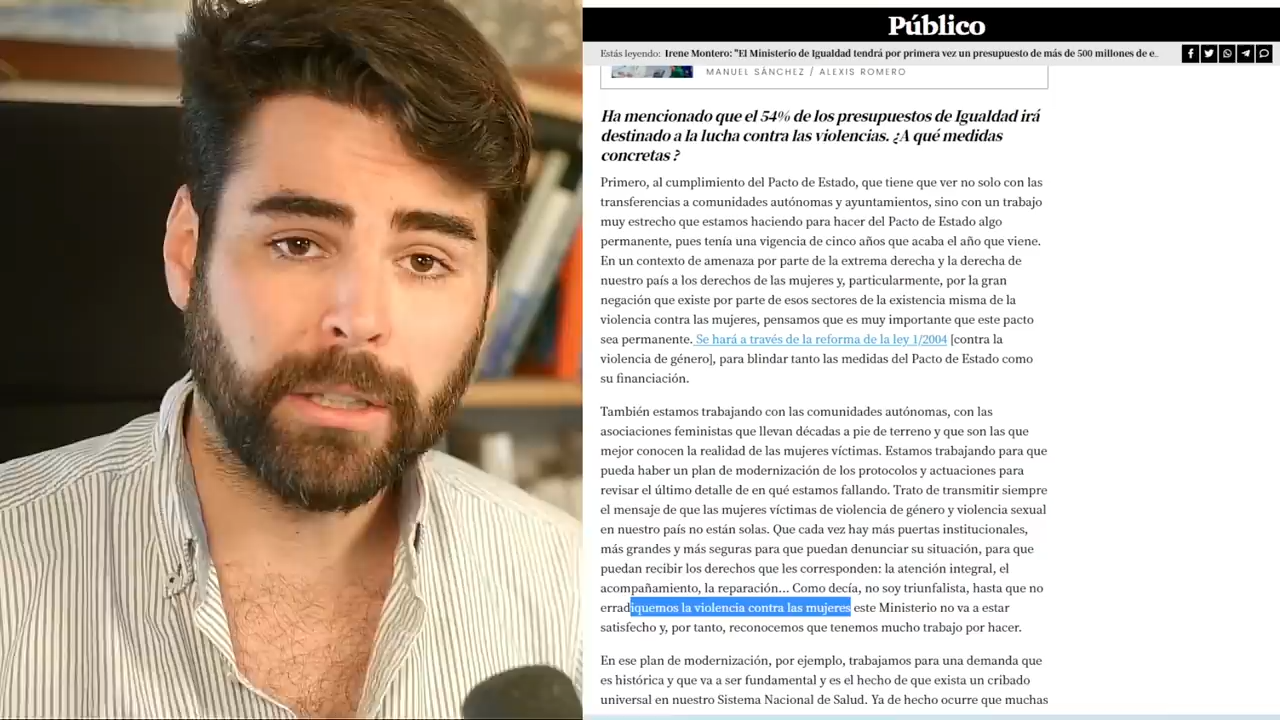 Público
Estás leyendo: Irene Montero: "El Ministerio de Igualdad tendrá por primera vez un presupuesto de más de 500 millones de e..
MANUEL SÁNCHEZ / ALEXIS ROMERO
Ha mencionado que el 54% de los presupuestos de Igualdad irá
destinado a la lucha contra las violencias. ¿A qué medidas
concretas ?
Primero, al cumplimiento del Pacto de Estado, que tiene que ver no solo con las
transferencias a comunidades autónomas y ayuntamientos, sino con un trabajo
muy estrecho que estamos haciendo para hacer del Pacto de Estado algo
permanente, pues tenía una vigencia de cinco años que acaba el año que viene.
En un contexto de amenaza por parte de la extrema derecha y la derecha de
nuestro país a los derechos de las mujeres y, particularmente, por la gran
negación que existe por parte de esos sectores de la existencia misma de la
violencia contra las mujeres, pensamos que es muy importante que este pacto
sea permanente. Se hará a través de la reforma de la ley 1/2004 [contra la
violencia de género], para blindar tanto las medidas del Pacto de Estado como
su financiación.
También estamos trabajando con las comunidades autónomas, con las
asociaciones feministas que llevan décadas a pie de terreno y que son las que
mejor conocen la realidad de las mujeres víctimas. Estamos trabajando para que
pueda haber un plan de modernización de los protocolos y actuaciones para
revisar el último detalle de en qué estamos fallando. Trato de transmitir siempre
el mensaje de que las mujeres víctimas de violencia de género y violencia sexual
en nuestro país no están solas. Que cada vez hay más puertas institucionales,
más grandes y más seguras para que puedan denunciar su situación, para que
puedan recibir los derechos que les corresponden: la atención integral, el
acompañamiento, la reparación... Como decía, no soy triunfalista, hasta que no
erradiquemos la violencia contra las mujeres este Ministerio no va a estar
satisfecho y, por tanto, reconocemos que tenemos mucho trabajo por hacer.
En ese plan de modernización, por ejemplo, trabajamos para una demanda que
es histórica y que va a ser fundamental y es el hecho de que exista un cribado
universal en nuestro Sistema Nacional de Salud. Ya de hecho ocurre que muchas